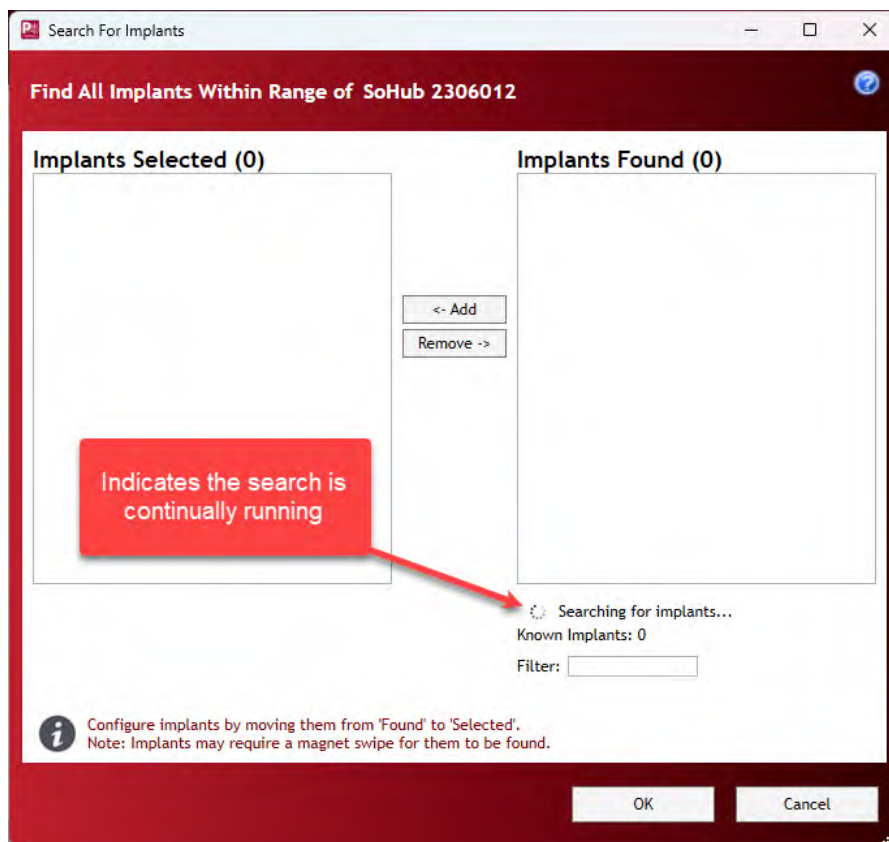 Search For Implants
Find All Implants Within Range of SoHub 2306012
Implants Selected (0)
Implants Found (0)
<- Add
Remove ->
Indicates the search is
continually running
Searching for implants...
Known Implants: 0
Filter:
Configure implants by moving them from 'Found' to 'Selected'.
Note: Implants may require a magnet swipe for them to be found.
OK
Cancel